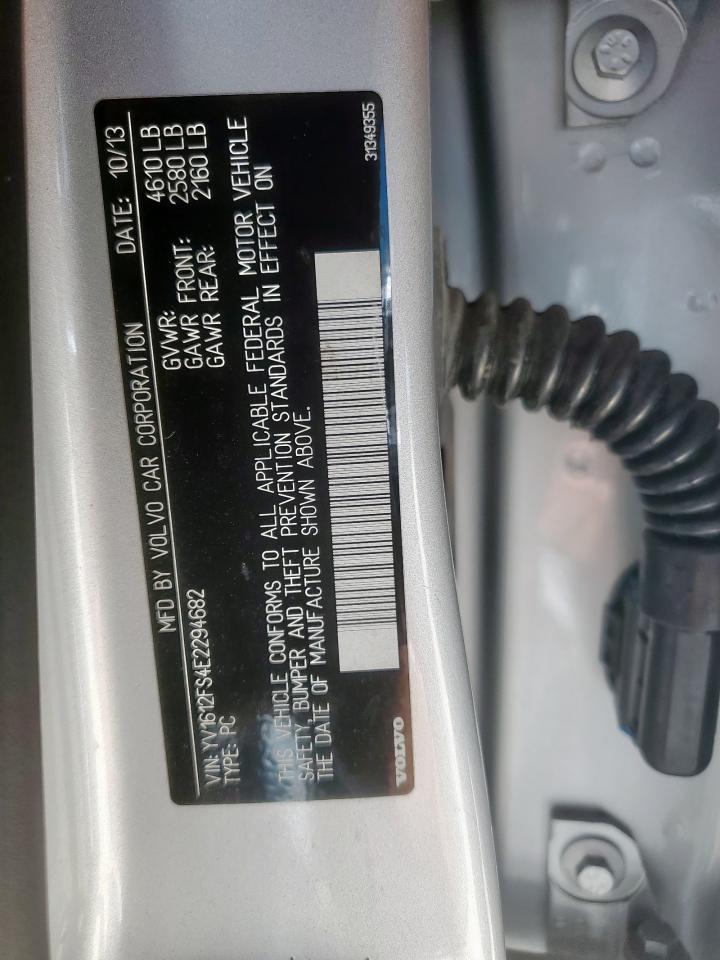 MFD BY VOLVO CAR CORPORATION DATE: 10/13
GVWR: 4610 LB
GAWR FRONT: 2580 LB
GAWR REAR: 2160 LB
VIN: YV1612FS4E2294682
TYPE: PC
THIS VEHICLE CONFORMS TO ALL APPLICABLE FEDERAL MOTOR VEHICLE
SAFETY, BUMPER AND THEFT PREVENTION STANDARDS IN EFFECT ON
THE DATE OF MANUFACTURE SHOWN ABOVE.
VOLVO
31349355